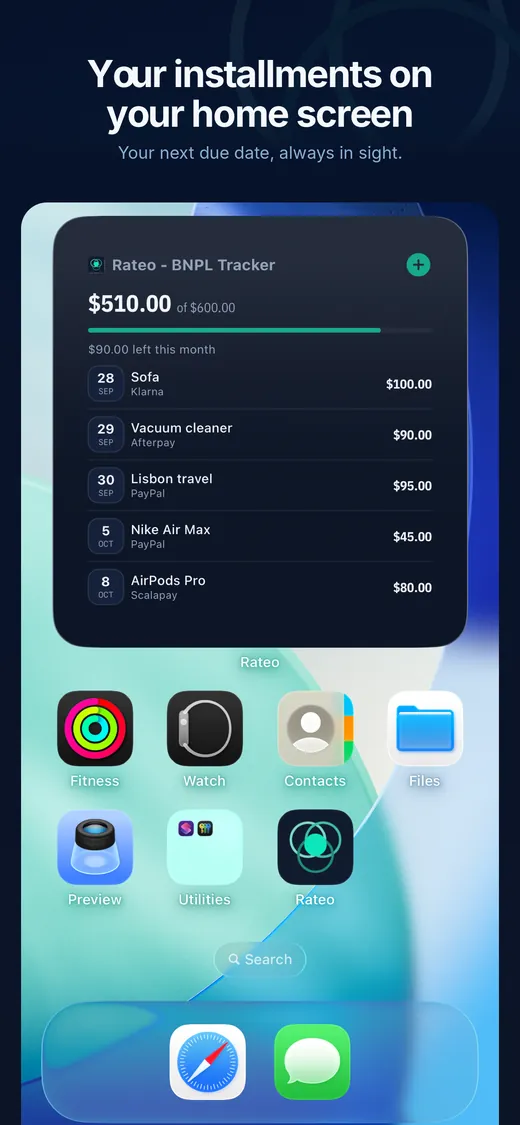 Your installments on
your home screen
Your next due date, always in sight.
Rateo - BNPL Tracker
$510.00 of $600.00
$90.00 left this month
28 SEP Sofa Klarna $100.00
29 SEP Vacuum cleaner Afterpay $90.00
30 SEP Lisbon travel PayPal $95.00
5 OCT Nike Air Max PayPal $45.00
8 OCT AirPods Pro Scalapay $80.00
Rateo
Fitness Watch Contacts Files
Preview Utilities Rateo
Search